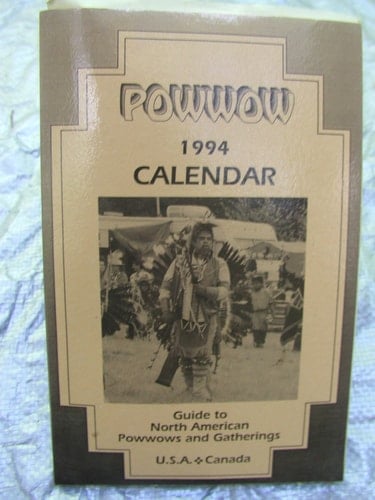 POWWOW
1994
CALENDAR
Guide to
North American
Powwows and Gatherings
U.S.A. ✤ Canada